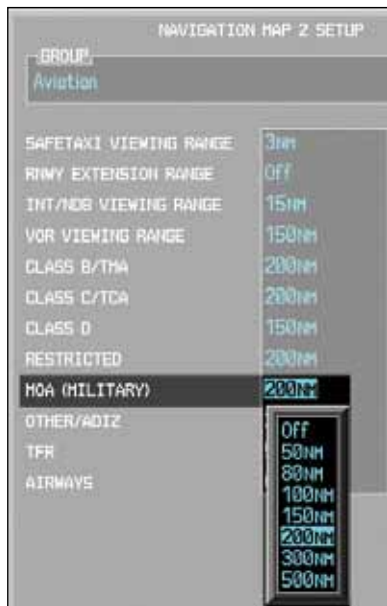 NAVIGATION MAP 2 SETUP
GROUP
Aviation
SAFETAXI VIEWING RANGE 3NM
RNWY EXTENSION RANGE Off
INT/NDB VIEWING RANGE 15NM
VOR VIEWING RANGE 150NM
CLASS B/TMA 200NM
CLASS C/TCA 200NM
CLASS D 150NM
RESTRICTED 200NM
MOA (MILITARY) 200NM
OTHER/ADIZ
TFR
AIRWAYS
Off
50NM
80NM
100NM
150NM
200NM
300NM
500NM